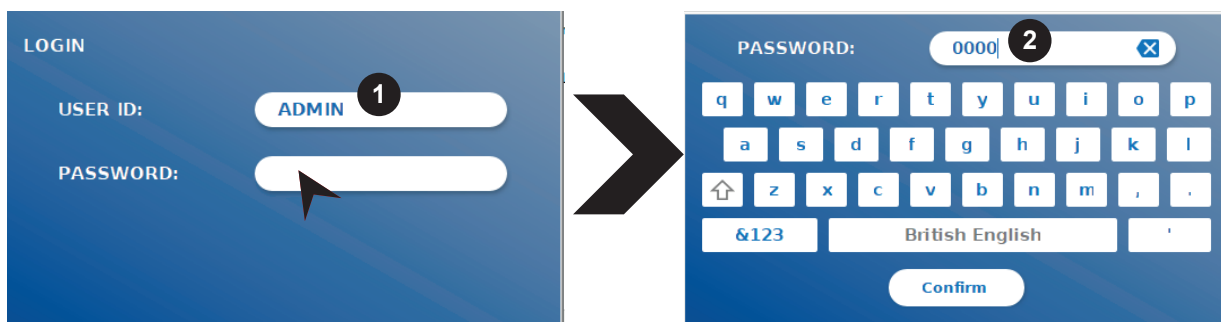 LOGIN
USER ID: ADMIN 1
PASSWORD:
PASSWORD: 0000 2
q w e r t y u i o p
a s d f g h j k l
z x c v b n m , .
&123 British English '
Confirm